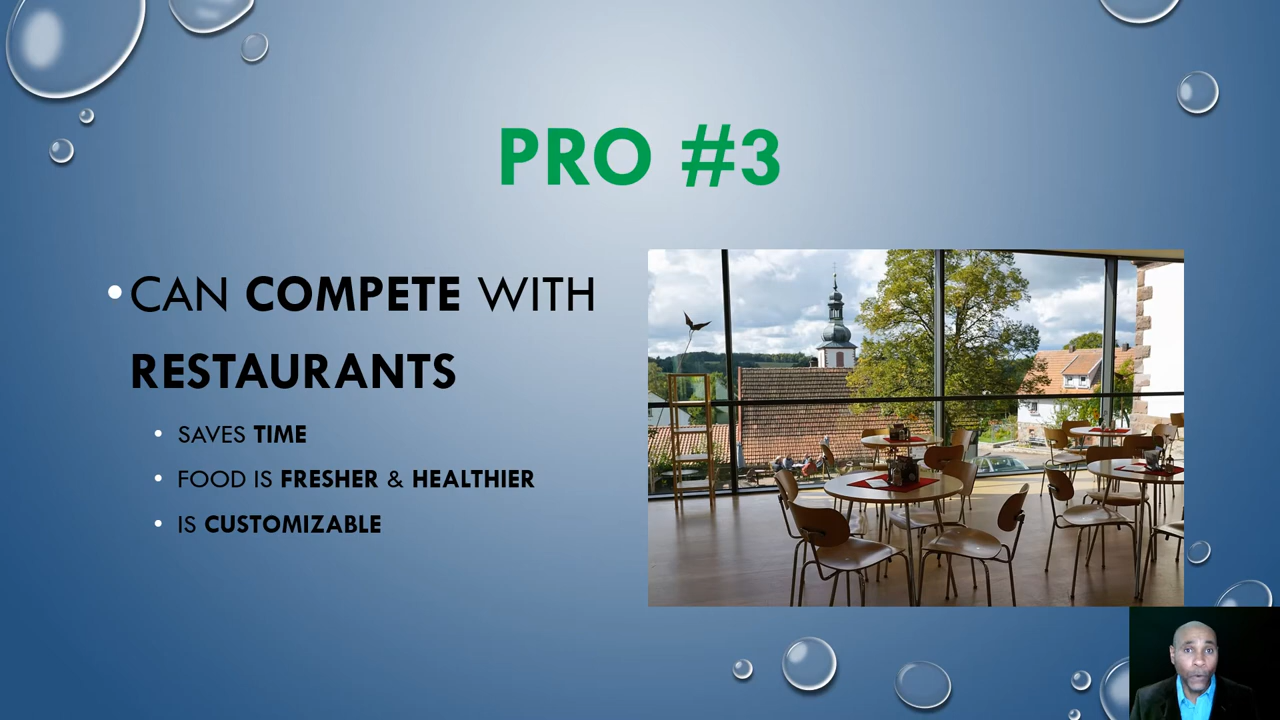 PRO #3
• CAN COMPETE WITH
RESTAURANTS
• SAVES TIME
• FOOD IS FRESHER & HEALTHIER
• IS CUSTOMIZABLE